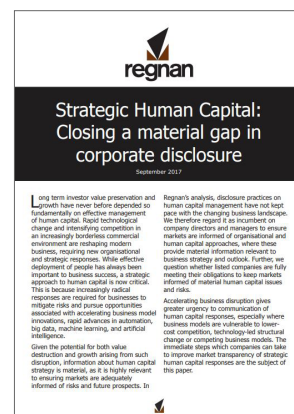 regnan
Strategic Human Capital:
Closing a material gap in
corporate disclosure
September 2017
Long term investor value preservation and
growth have never before depended so
fundamentally on effective management
of human capital. Rapid technological
change and intensifying competition in
an increasingly borderless commercial
environment are reshaping modern
business, requiring new organisational
and strategic responses. While effective
deployment of people has always been
important to business success, a strategic
approach to human capital is now critical.
This is because increasingly radical
responses are required for businesses to
mitigate risks and pursue opportunities
associated with accelerating business model
innovations, rapid advances in automation,
big data, machine learning, and artificial
intelligence.
Given the potential for both value
destruction and growth arising from such
disruption, information about human capital
strategy is material, as it is highly relevant
to ensuring markets are adequately
informed of risks and future prospects. In
Regnan's analysis, disclosure practices on
human capital management have not kept
pace with the changing business landscape.
We therefore regard it as incumbent on
company directors and managers to ensure
markets are informed of organisational and
human capital approaches, where these
provide material information relevant to
business strategy and outlook. Further, we
question whether listed companies are fully
meeting their obligations to keep markets
informed of material human capital issues
and risks.
Accelerating business disruption gives
greater urgency to communication of
human capital responses, especially where
business models are vulnerable to lower-
cost competition, technology-led structural
change or competing business models. The
immediate steps which companies can take
to improve market transparency of strategic
human capital responses are the subject of
this paper.